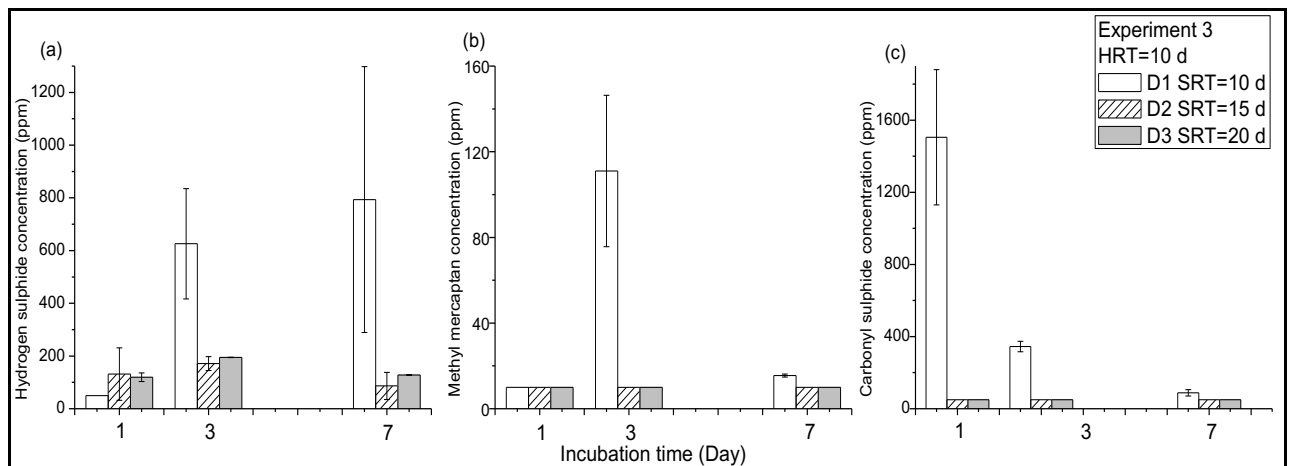 (a)
Hydrogen sulphide concentration (ppm)
1200
1000
800
600
400
200
0
1 3 7
(b)
Methyl mercaptan concentration (ppm)
160
120
80
40
0
1 3 7
Incubation time (Day)
(c)
Carbonyl sulphide concentration (ppm)
1600
1200
800
400
0
1 3 7
Experiment 3
HRT=10 d
D1 SRT=10 d
D2 SRT=15 d
D3 SRT=20 d